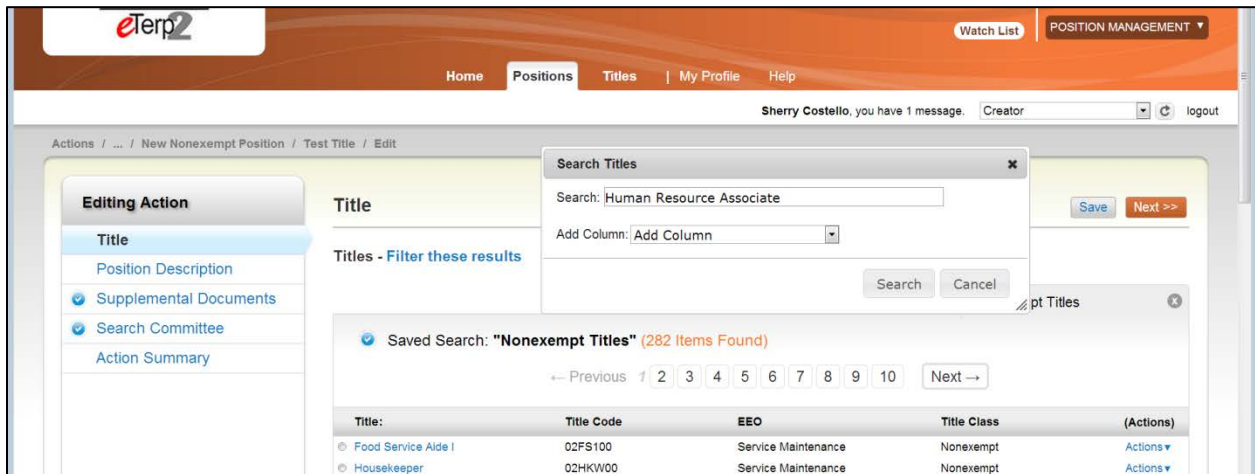 eTerp2
Watch List
POSITION MANAGEMENT
Home Positions Titles | My Profile Help
Sherry Costello, you have 1 message. Creator logout
Actions / ... / New Nonexempt Position / Test Title / Edit
Search Titles
Search: Human Resource Associate
Add Column: Add Column
Search Cancel
Editing Action
Title
Position Description
Supplemental Documents
Search Committee
Action Summary
Title
Save Next >>
Titles - Filter these results
pt Titles
Saved Search: "Nonexempt Titles" (282 Items Found)
← Previous 1 2 3 4 5 6 7 8 9 10 Next →
Title: Title Code EEO Title Class (Actions)
Food Service Aide I 02FS100 Service Maintenance Nonexempt Actions
Housekeeper 02HKW00 Service Maintenance Nonexempt Actions